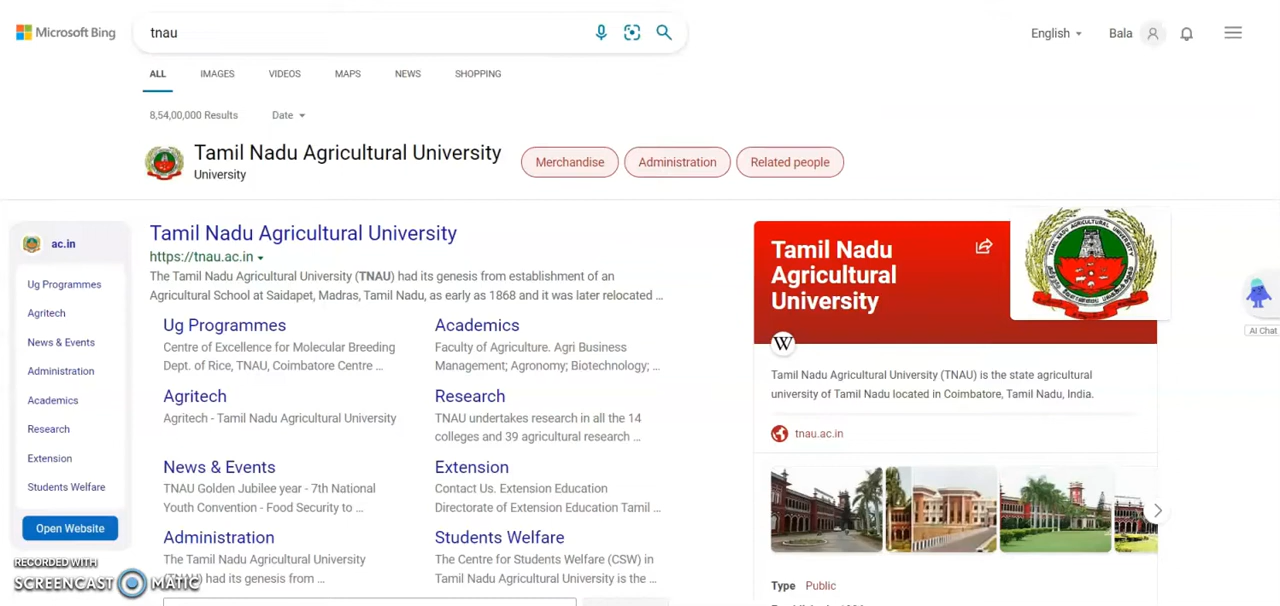 Microsoft Bing
tnau
English
Bala
ALL
IMAGES
VIDEOS
MAPS
NEWS
SHOPPING
8,54,00,000 Results
Date
Tamil Nadu Agricultural University
University
Merchandise
Administration
Related people
ac.in
Ug Programmes
Agritech
News & Events
Administration
Academics
Research
Extension
Students Welfare
Open Website
Tamil Nadu Agricultural University
https://tnau.ac.in
The Tamil Nadu Agricultural University (TNAU) had its genesis from establishment of an
Agricultural School at Saidapet, Madras, Tamil Nadu, as early as 1868 and it was later relocated ...
Ug Programmes
Centre of Excellence for Molecular Breeding
Dept. of Rice, TNAU, Coimbatore Centre ...
Academics
Faculty of Agriculture. Agri Business
Management; Agronomy; Biotechnology; ...
Agritech
Agritech - Tamil Nadu Agricultural University
Research
TNAU undertakes research in all the 14
colleges and 39 agricultural research ...
News & Events
TNAU Golden Jubilee year - 7th National
Youth Convention - Food Security to ...
Extension
Contact Us. Extension Education
Directorate of Extension Education Tamil ...
Administration
The Tamil Nadu Agricultural University
(TNAU) had its genesis from ...
Students Welfare
The Centre for Students Welfare (CSW) in
Tamil Nadu Agricultural University is the ...
Tamil Nadu
Agricultural
University
TAMIL NADU AGRICULTURAL UNIVERSITY
W
Tamil Nadu Agricultural University (TNAU) is the state agricultural
university of Tamil Nadu located in Coimbatore, Tamil Nadu, India.
tnau.ac.in
Type Public
AI Chat
RECORDED WITH
SCREENCAST MATIC